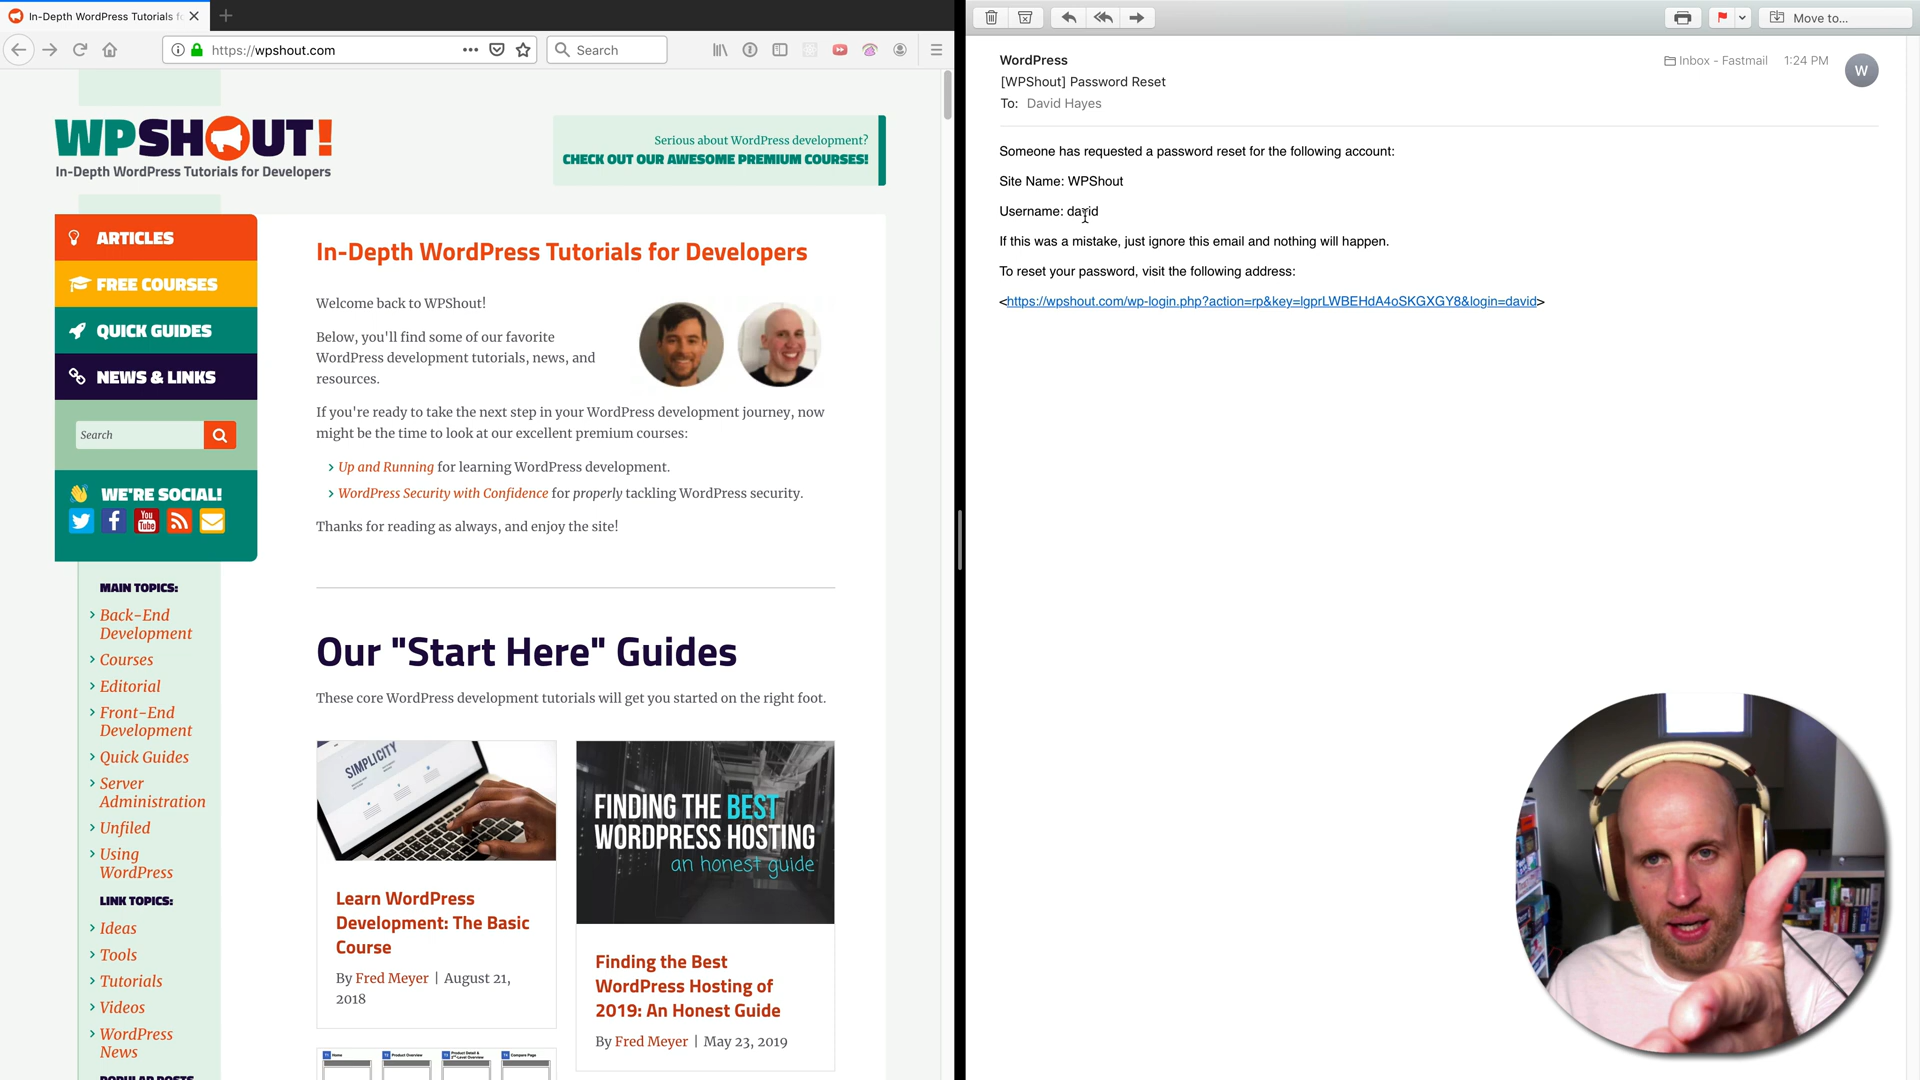 In-Depth WordPress Tutorials f
https://wpshout.com
Search
WPSHOUT!
In-Depth WordPress Tutorials for Developers
Serious about WordPress development?
CHECK OUT OUR AWESOME PREMIUM COURSES!
ARTICLES
FREE COURSES
QUICK GUIDES
NEWS & LINKS
Search
WE'RE SOCIAL!
You
Tube
MAIN TOPICS:
Back-End
Development
Courses
Editorial
Front-End
Development
Quick Guides
Server
Administration
Unfiled
Using
WordPress
LINK TOPICS:
Ideas
Tools
Tutorials
Videos
WordPress
News
POPULAR POSTS
In-Depth WordPress Tutorials for Developers
Welcome back to WPShout!
Below, you'll find some of our favorite
WordPress development tutorials, news, and
resources.
If you're ready to take the next step in your WordPress development journey, now
might be the time to look at our excellent premium courses:
Up and Running for learning WordPress development.
WordPress Security with Confidence for properly tackling WordPress security.
Thanks for reading as always, and enjoy the site!
Our "Start Here" Guides
These core WordPress development tutorials will get you started on the right foot.
SIMPLICITY
Learn WordPress
Development: The Basic
Course
By Fred Meyer | August 21,
2018
Home
Product Overview
Product Detail &
Compare Page
FINDING THE BEST
WORDPRESS HOSTING
an honest guide
Finding the Best
WordPress Hosting of
2019: An Honest Guide
By Fred Meyer | May 23, 2019
Move to...
WordPress
[WPShout] Password Reset
To: David Hayes
Inbox - Fastmail 1:24 PM
W
Someone has requested a password reset for the following account:
Site Name: WPShout
Username: david
If this was a mistake, just ignore this email and nothing will happen.
To reset your password, visit the following address:
<https://wpshout.com/wp-login.php?action=rp&key=lgprLWBEHdA4oSKGXGY8&login=david>